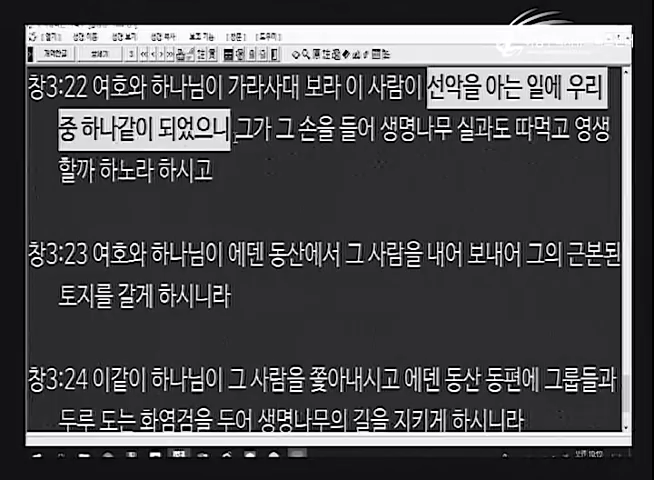 창3:22 여호와 하나님이 가라사대 보라 이 사람이 선악을 아는 일에 우리
중 하나같이 되었으니 그가 그 손을 들어 생명나무 실과도 따먹고 영생
할까 하노라 하시고
창3:23 여호와 하나님이 에덴 동산에서 그 사람을 내어 보내어 그의 근본된
토지를 갈게 하시니라
창3:24 이같이 하나님이 그 사람을 쫓아내시고 에덴 동산 동편에 그룹들과
두루 도는 화염검을 두어 생명나무의 길을 지키게 하시니라